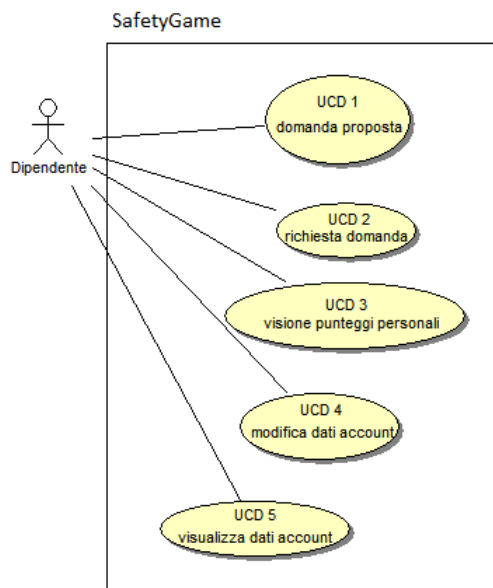 SafetyGame
Dipendente
UCD 1
domanda proposta
UCD 2
richiesta domanda
UCD 3
visione punteggi personali
UCD 4
modifica dati account
UCD 5
visualizza dati account